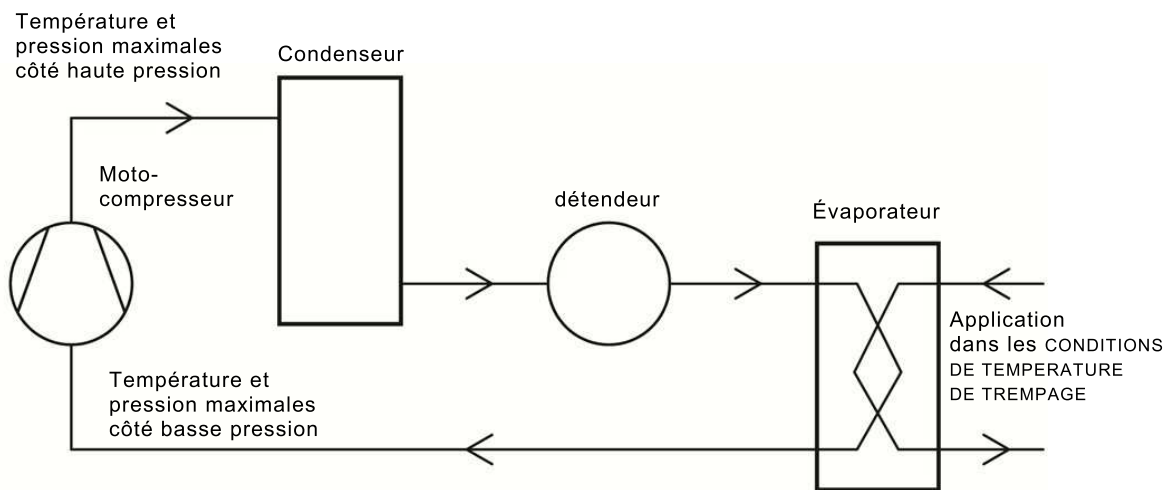 Température et
pression maximales
côté haute pression
Condenseur
Moto-
compresseur
détendeur
Évaporateur
Application
dans les CONDITIONS
DE TEMPERATURE
DE TREMPAGE
Température et
pression maximales
côté basse pression